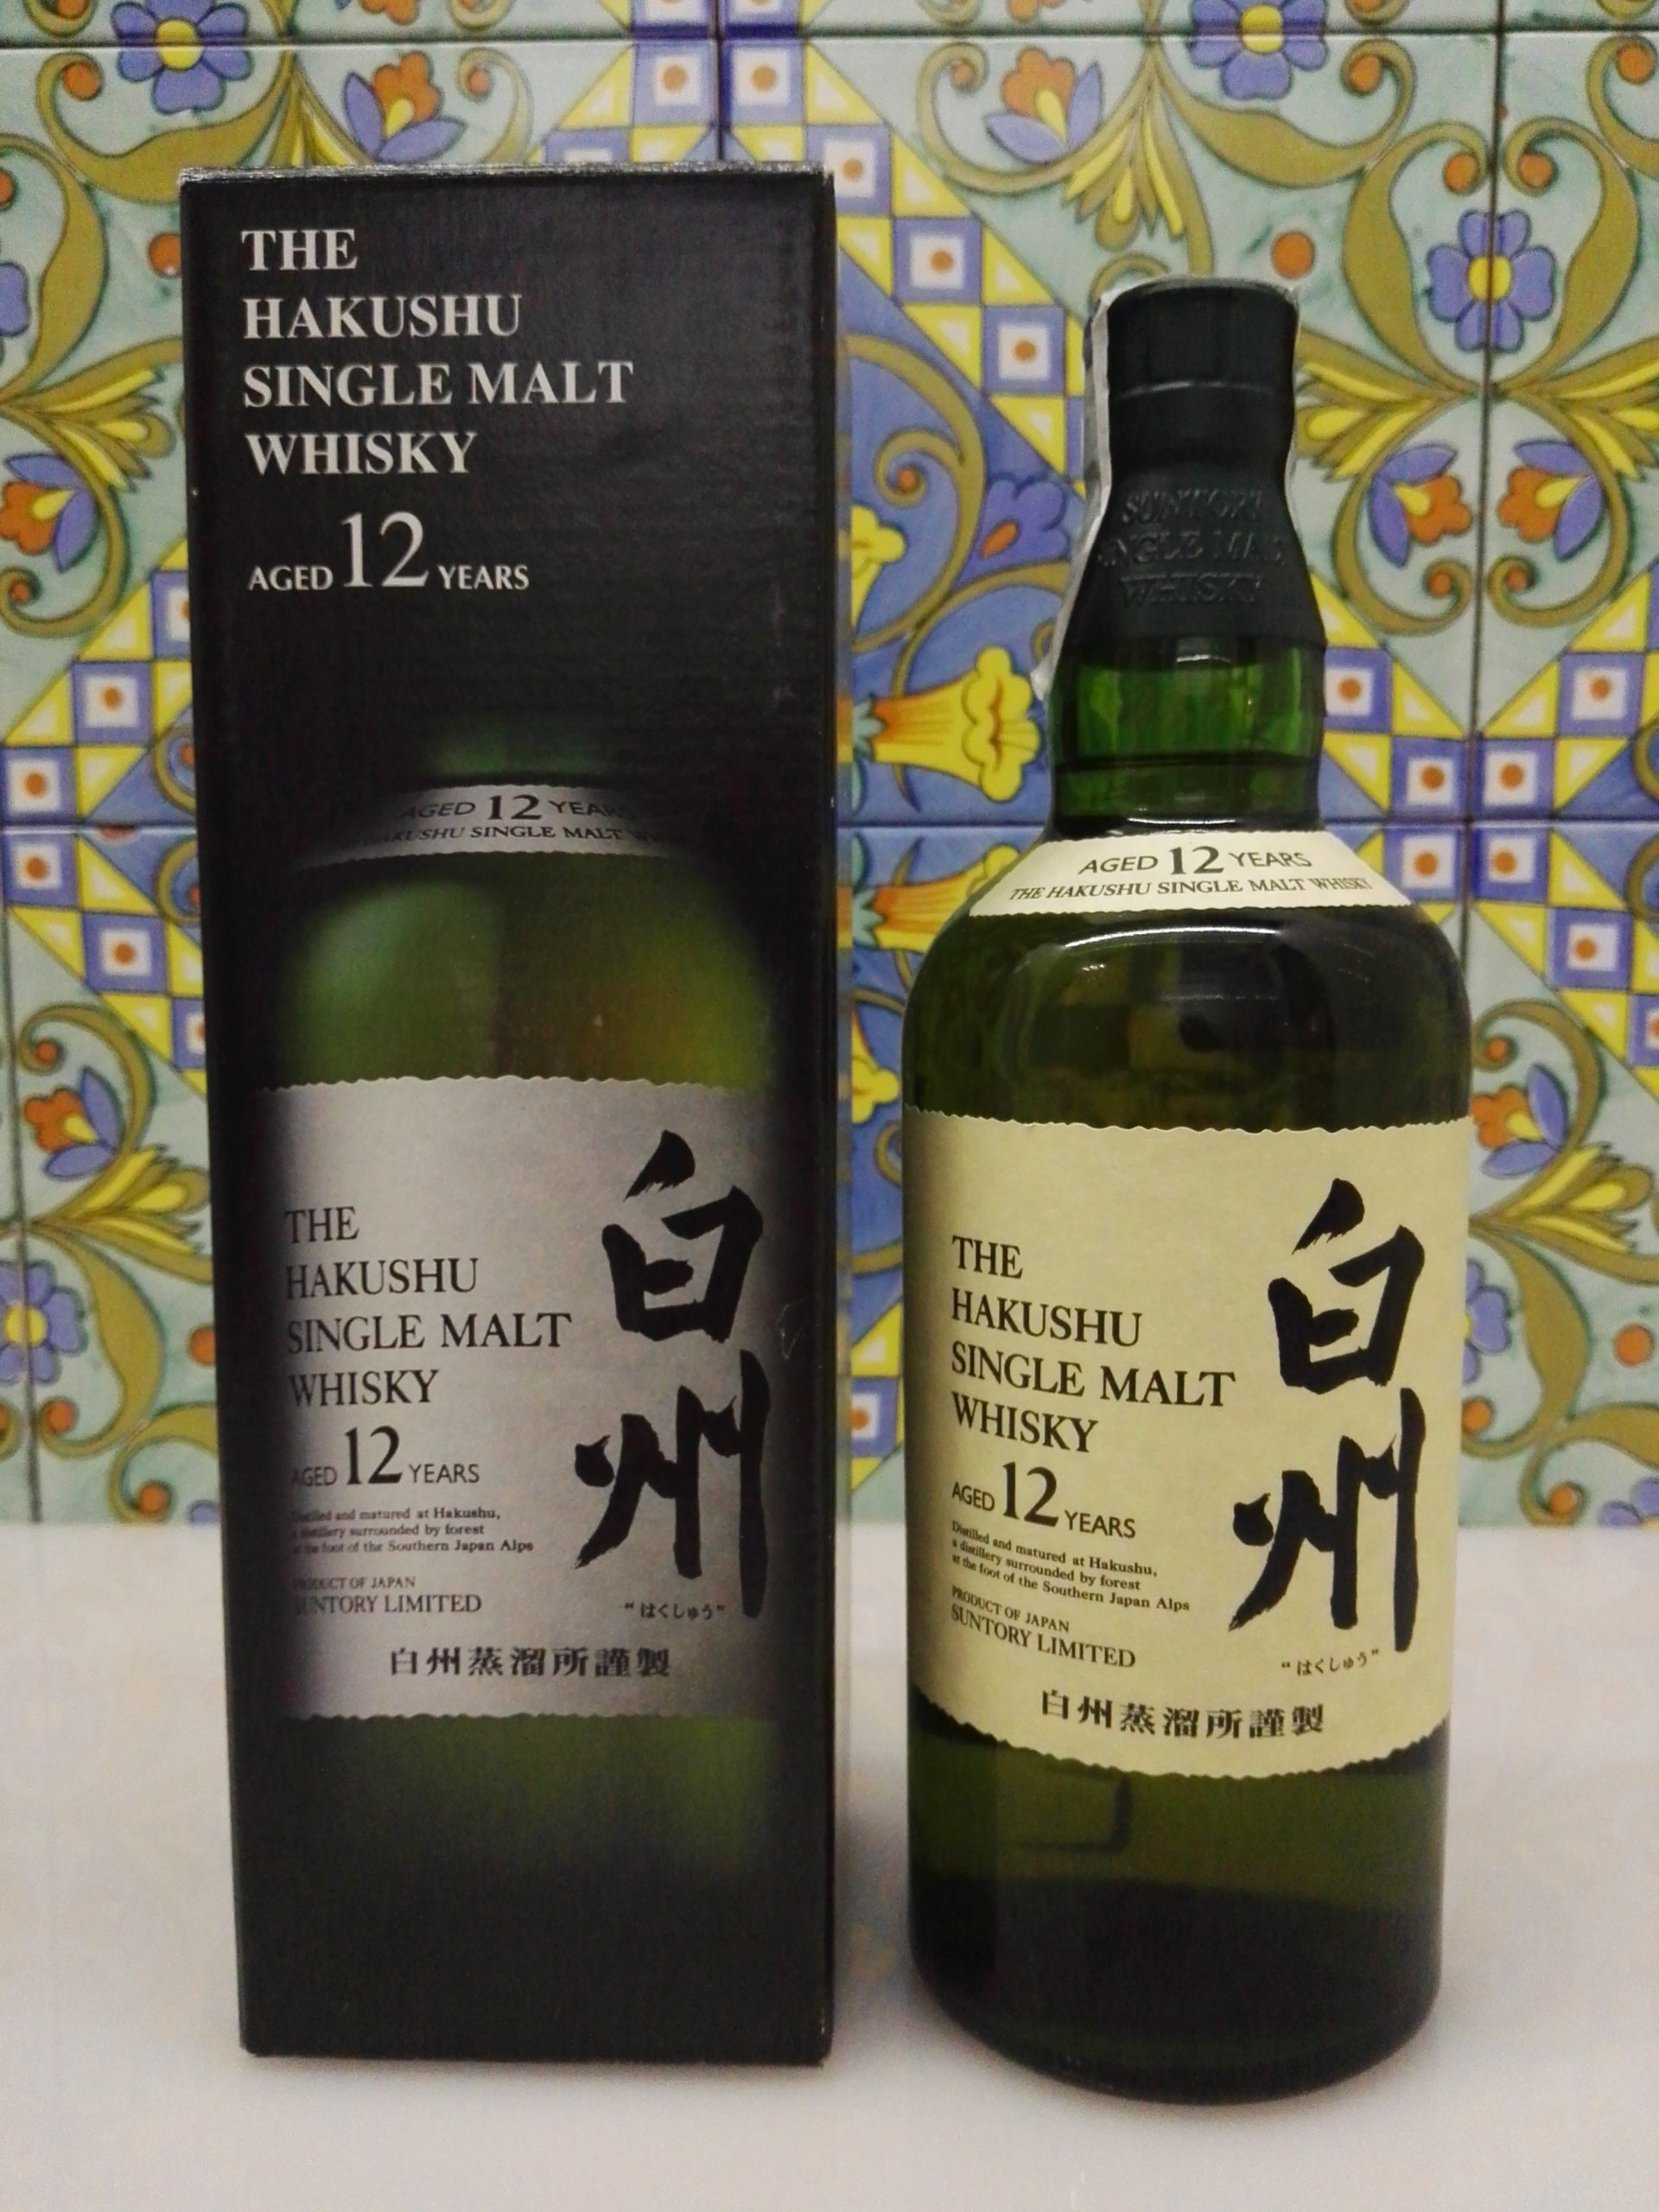 THE
HAKUSHU
SINGLE MALT
WHISKY
AGED 12 YEARS
AGED 12 YEARS
HAKUSHU SINGLE MALT
THE
HAKUSHU
SINGLE MALT
WHISKY
AGED 12 YEARS
Distilled and matured at Hakushu,
a distillery surrounded by forest
at the foot of the Southern Japan Alps
PRODUCT OF JAPAN
SUNTORY LIMITED
白州
“はくしゅう”
白州蒸溜所謹製
SUNTORY
SINGLE MALT
WHISKY
AGED 12 YEARS
THE HAKUSHU SINGLE MALT WHISKY
THE
HAKUSHU
SINGLE MALT
WHISKY
AGED 12 YEARS
Distilled and matured at Hakushu,
a distillery surrounded by forest
at the foot of the Southern Japan Alps
PRODUCT OF JAPAN
SUNTORY LIMITED
白州
“はくしゅう”
白州蒸溜所謹製